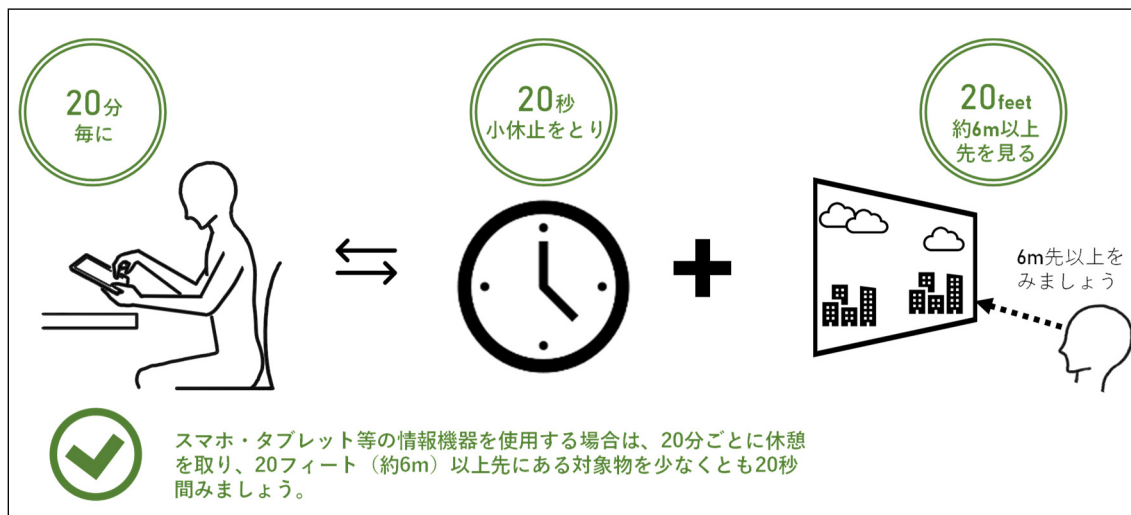 20分
毎に
20秒
小休止をとり
20feet
約6m以上
先を見る
6m先以上を
みましょう
スマホ・タブレット等の情報機器を使用する場合は、20分ごとに休憩
を取り、20フィート（約6m）以上先にある対象物を少なくとも20秒
間みましょう。